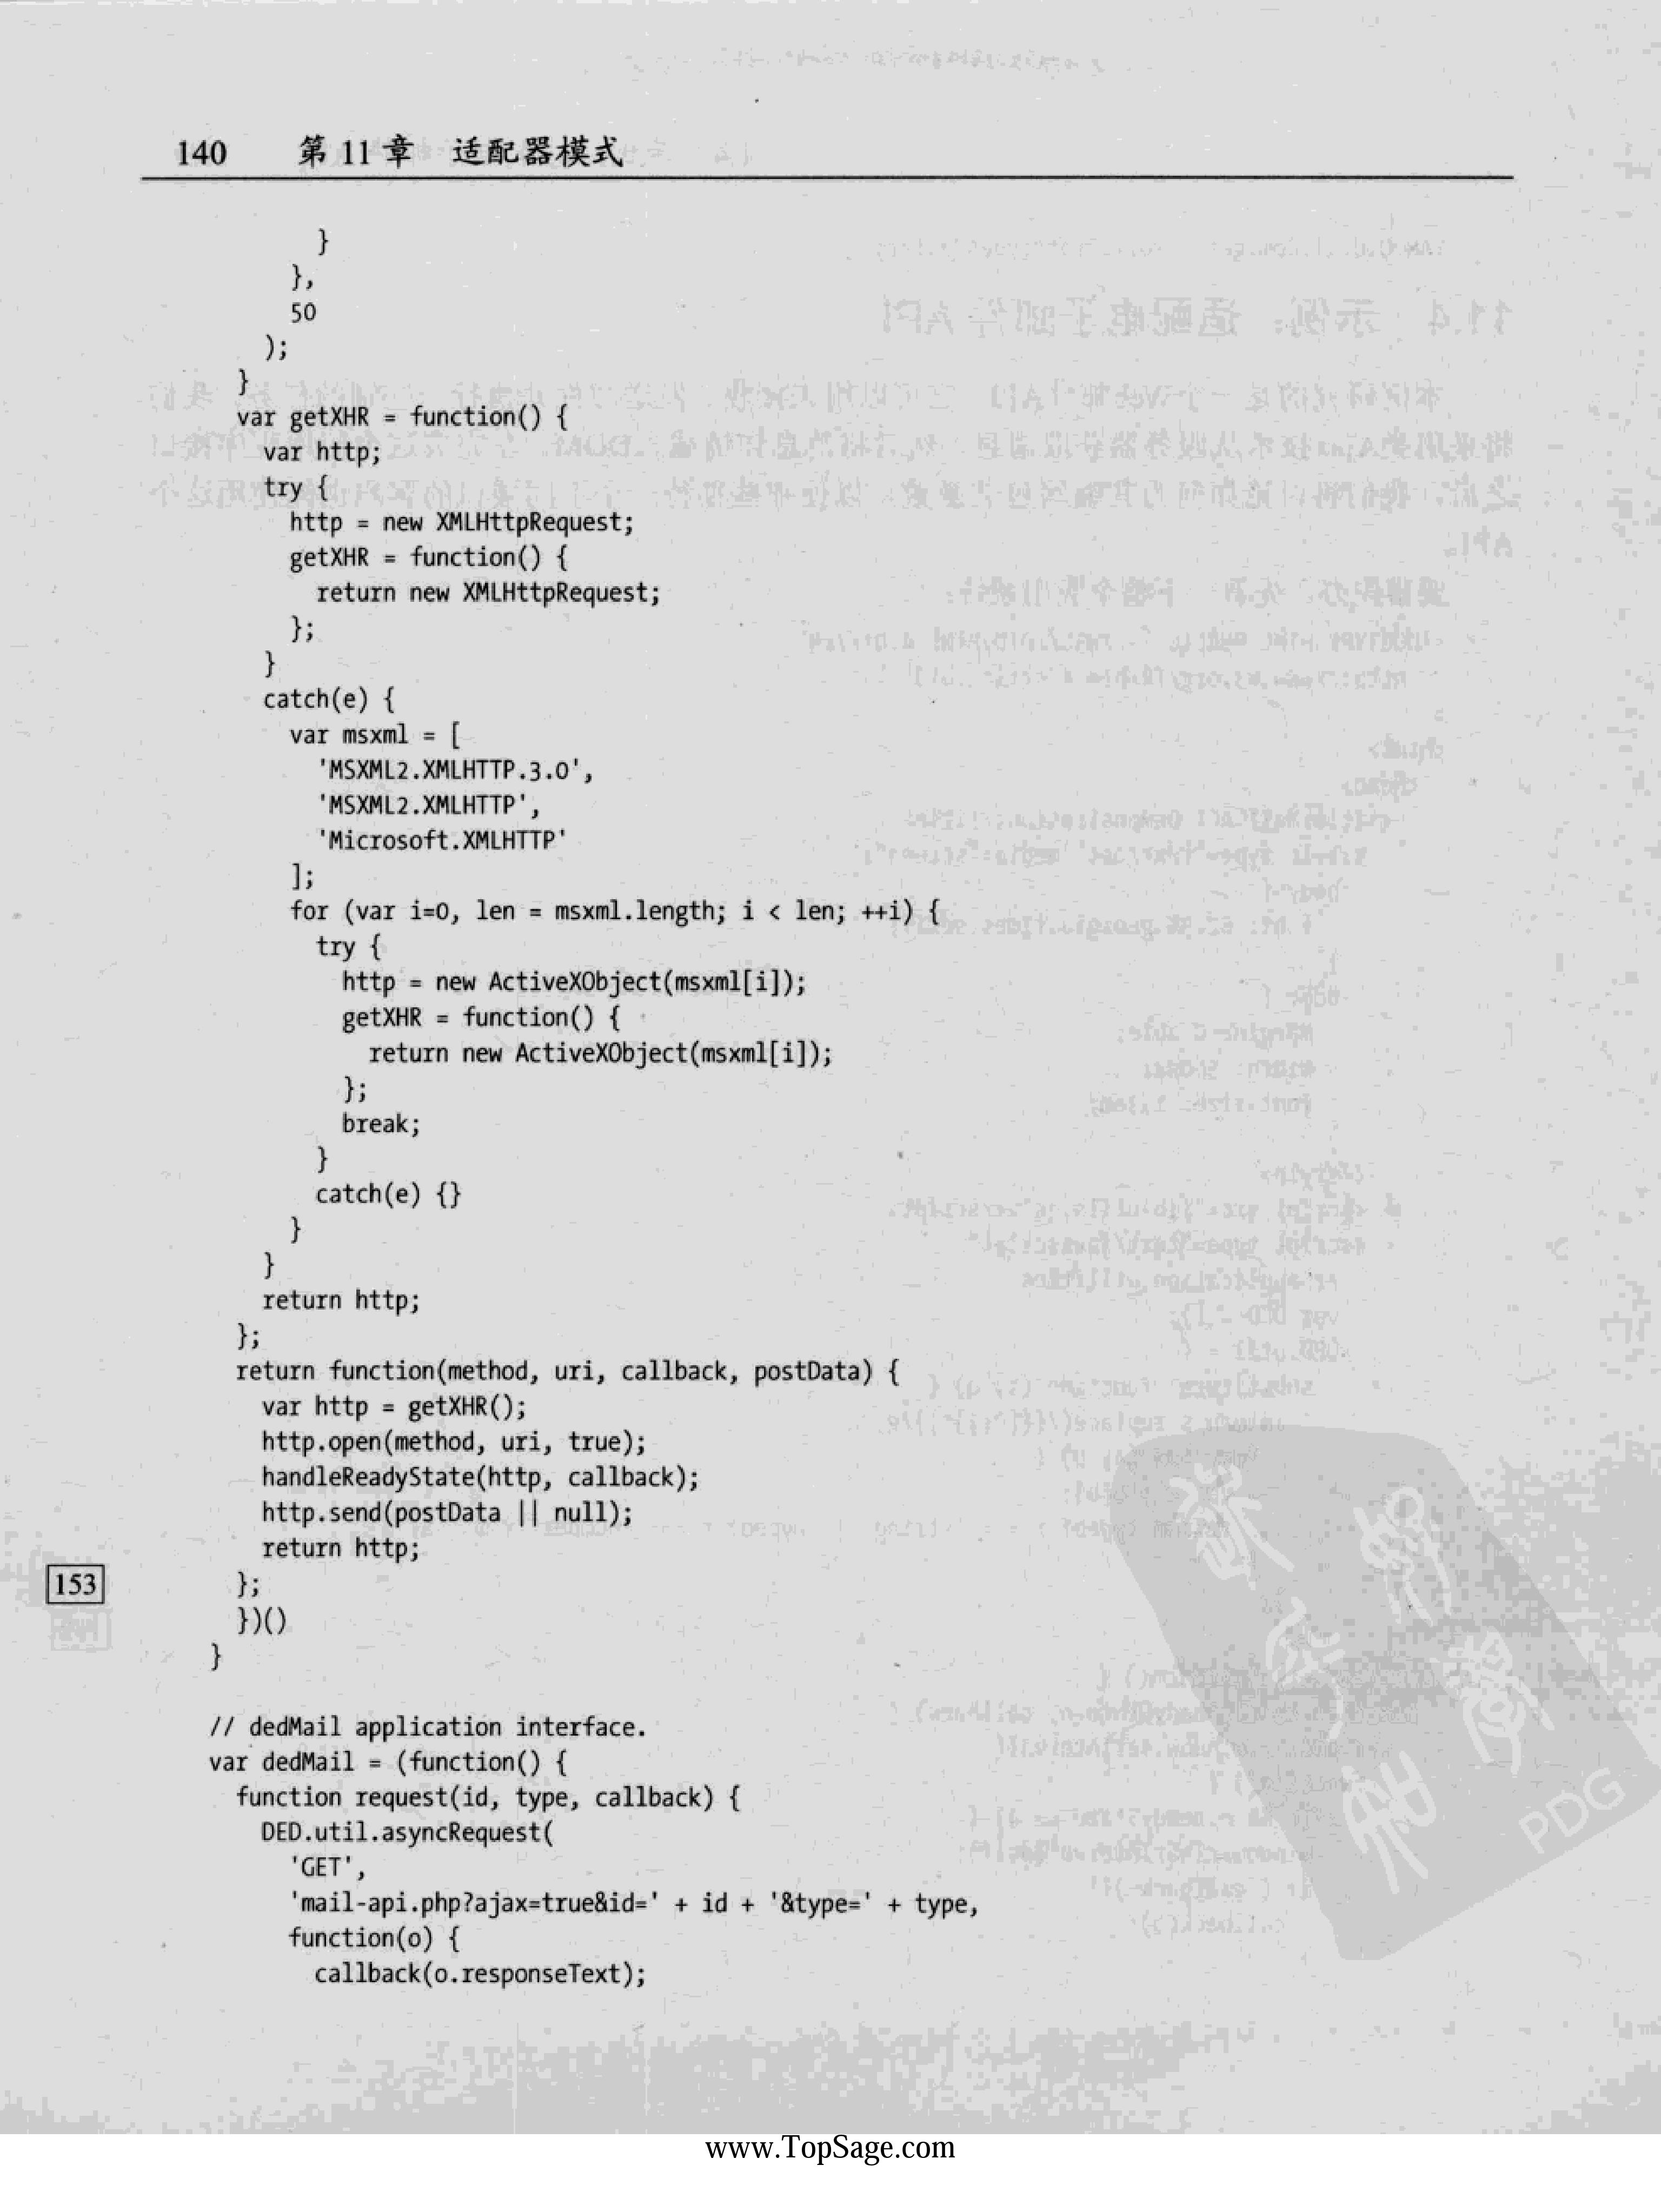 140 第 11 章 适配器模式
      }
    },
    50
  );
}
var getXHR = function() {
  var http;
  try {
    http = new XMLHttpRequest;
    getXHR = function() {
      return new XMLHttpRequest;
    };
  }
  catch(e) {
    var msxml = [
      'MSXML2.XMLHTTP.3.0',
      'MSXML2.XMLHTTP',
      'Microsoft.XMLHTTP'
    ];
    for (var i=0, len = msxml.length; i < len; ++i) {
      try {
        http = new ActiveXObject(msxml[i]);
        getXHR = function() {
          return new ActiveXObject(msxml[i]);
        };
        break;
      }
      catch(e) {}
    }
  }
  return http;
};
return function(method, uri, callback, postData) {
  var http = getXHR();
  http.open(method, uri, true);
  handleReadyState(http, callback);
  http.send(postData || null);
  return http;
153 };
})()
}
// dedMail application interface.
var dedMail = (function() {
  function request(id, type, callback) {
    DED.util.asyncRequest(
      'GET',
      'mail-api.php?ajax=true&id=' + id + '&type=' + type,
      function(o) {
        callback(o.responseText);
PDG
www.TopSage.com